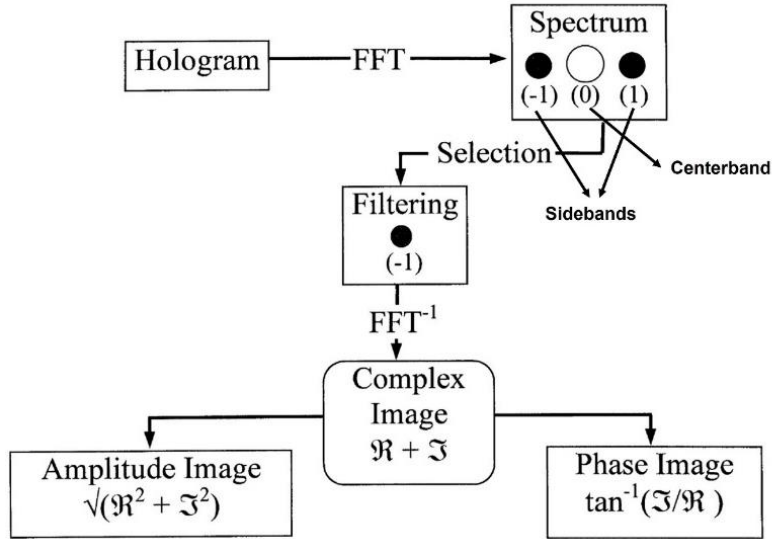 Hologram
FFT
Spectrum
(-1) (0) (1)
Selection
Centerband
Sidebands
Filtering
(-1)
FFT⁻¹
Complex
Image
ℜ + ℑ
Amplitude Image
√(ℜ² + ℑ²)
Phase Image
tan⁻¹(ℑ/ℜ )